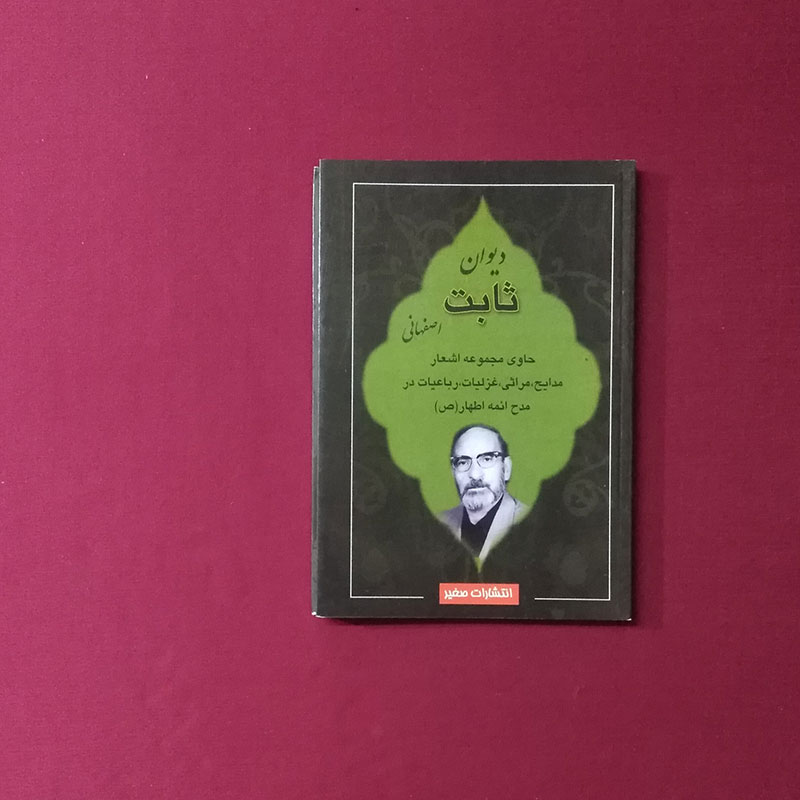 دیوان
ثابت
اصفهانی
حاوی مجموعه اشعار
مدایح،مراثی،غزلیات،رباعیات در
مدح ائمه اطهار(ص)
انتشارات صغیر